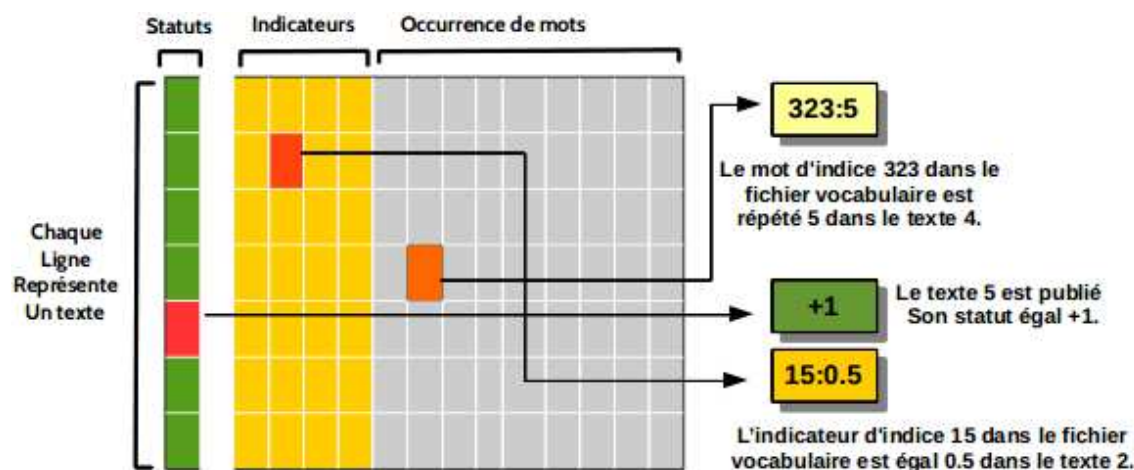 Statuts
Indicateurs
Occurrence de mots
Chaque
Ligne
Représente
Un texte
323:5
Le mot d'indice 323 dans le
fichier vocabulaire est
répété 5 dans le texte 4.
+1
Le texte 5 est publié
Son statut égal +1.
15:0.5
L'indicateur d'indice 15 dans le fichier
vocabulaire est égal 0.5 dans le texte 2.